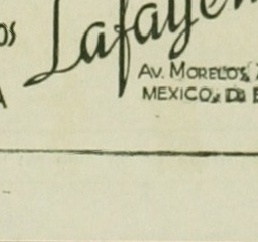 os
Lafaye
Av. Morelos,
MEXICO, D.
A